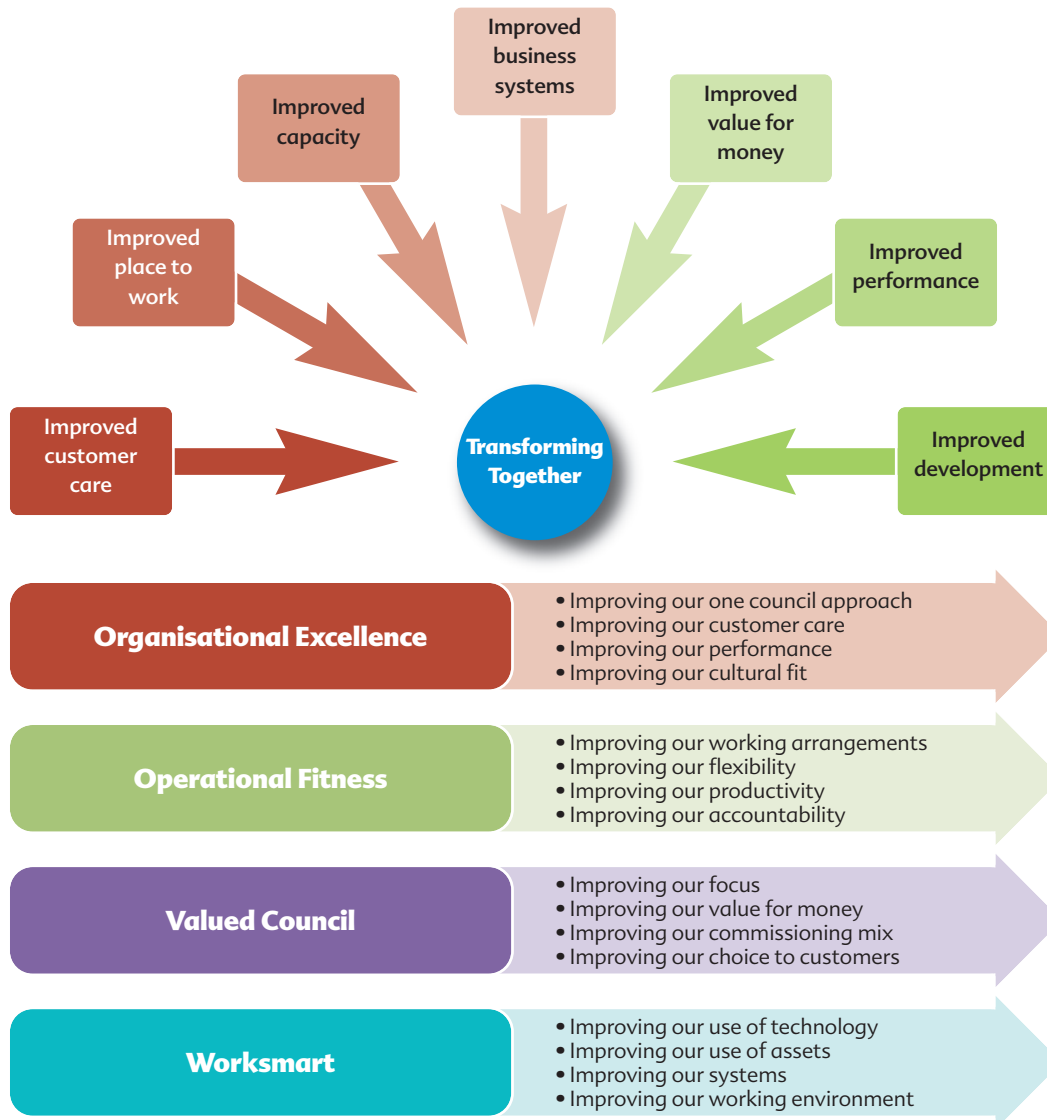 Improved
business
systems
Improved
capacity
Improved
value for
money
Improved
place to
work
Improved
performance
Improved
customer
care
Transforming
Together
Improved
development
Organisational Excellence
• Improving our one council approach
• Improving our customer care
• Improving our performance
• Improving our cultural fit
Operational Fitness
• Improving our working arrangements
• Improving our flexibility
• Improving our productivity
• Improving our accountability
Valued Council
• Improving our focus
• Improving our value for money
• Improving our commissioning mix
• Improving our choice to customers
Worksmart
• Improving our use of technology
• Improving our use of assets
• Improving our systems
• Improving our working environment